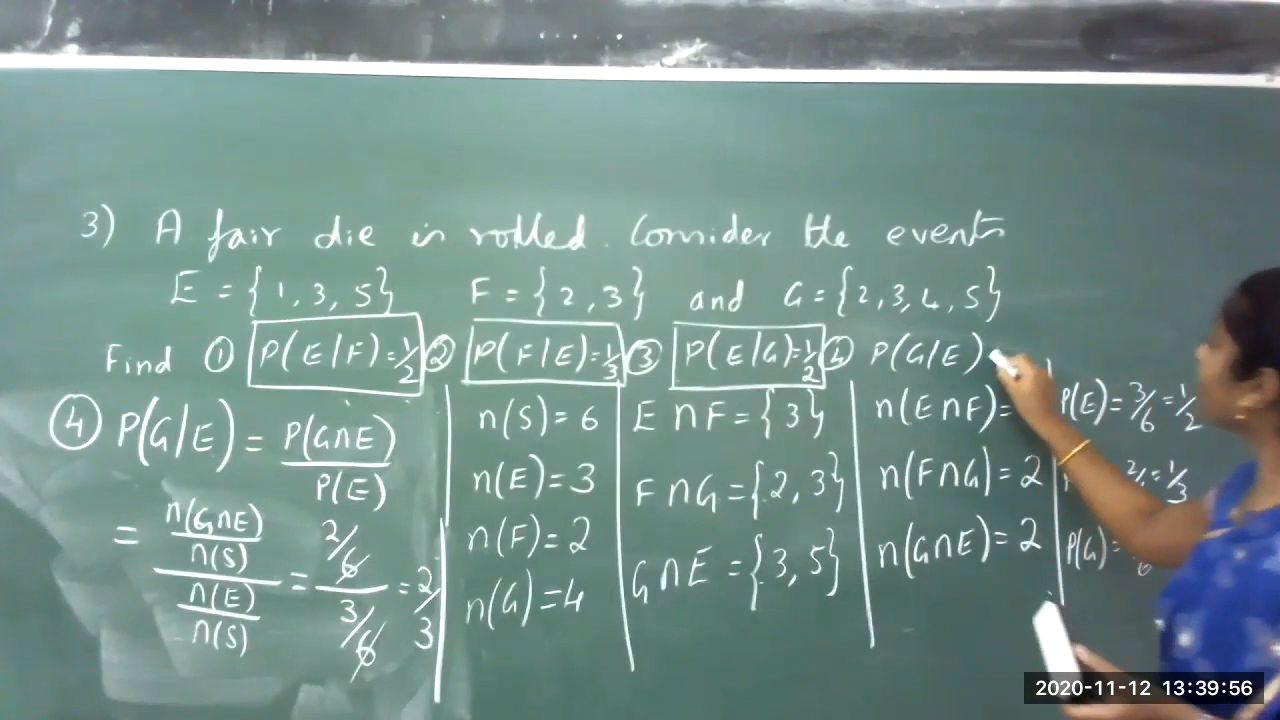 3) A fair die is rolled. Consider the events
E = {1, 3, 5} F = {2, 3} and G = {2, 3, 4, 5}
Find ① P(E/F) = 1/2 ② P(F/E) = 1/3 ③ P(E/G) = 1/2 ④ P(G/E)
④ P(G/E) = P(G∩E)/P(E)
= (n(G∩E)/n(S))/(n(E)/n(S)) = (2/6)/(3/6) = 2/3
n(S) = 6
n(E) = 3
n(F) = 2
n(G) = 4
E∩F = {3}
F∩G = {2, 3}
G∩E = {3, 5}
n(E∩F) =
n(F∩G) = 2
n(G∩E) = 2
P(E) = 3/6 = 1/2
= 1/3
P(G) =
2020-11-12 13:39:56